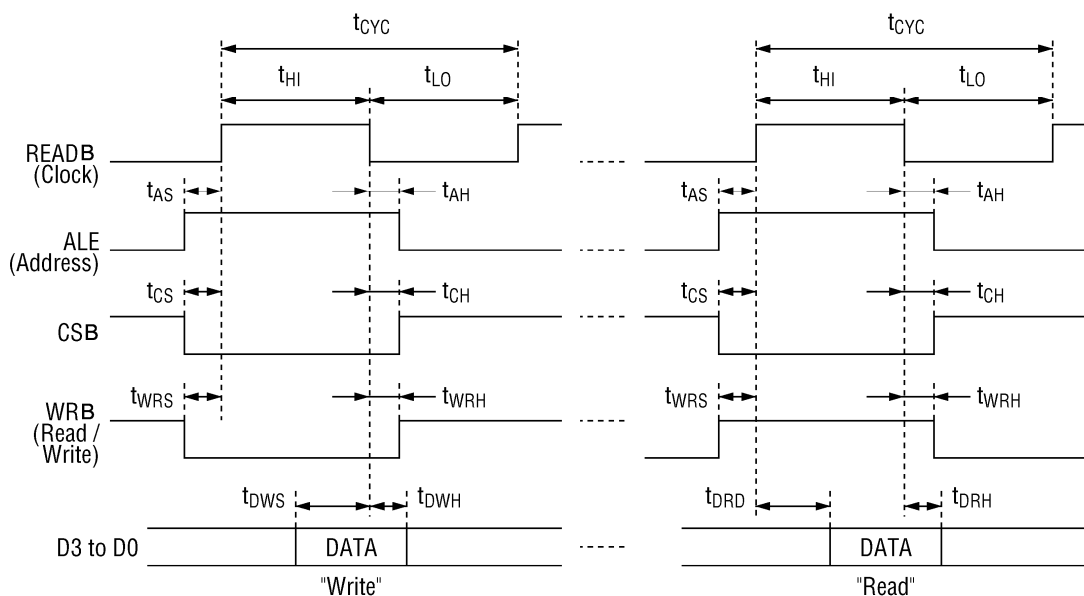 tCYC tCYC
tHI tLO tHI tLO
READB
(Clock)
tAS tAH tAS tAH
ALE
(Address)
tCS tCH tCS tCH
CSB
tWRS tWRH tWRS tWRH
WRB
(Read /
Write)
tDWS tDWH tDRD tDRH
D3 to D0 DATA DATA
"Write" "Read"